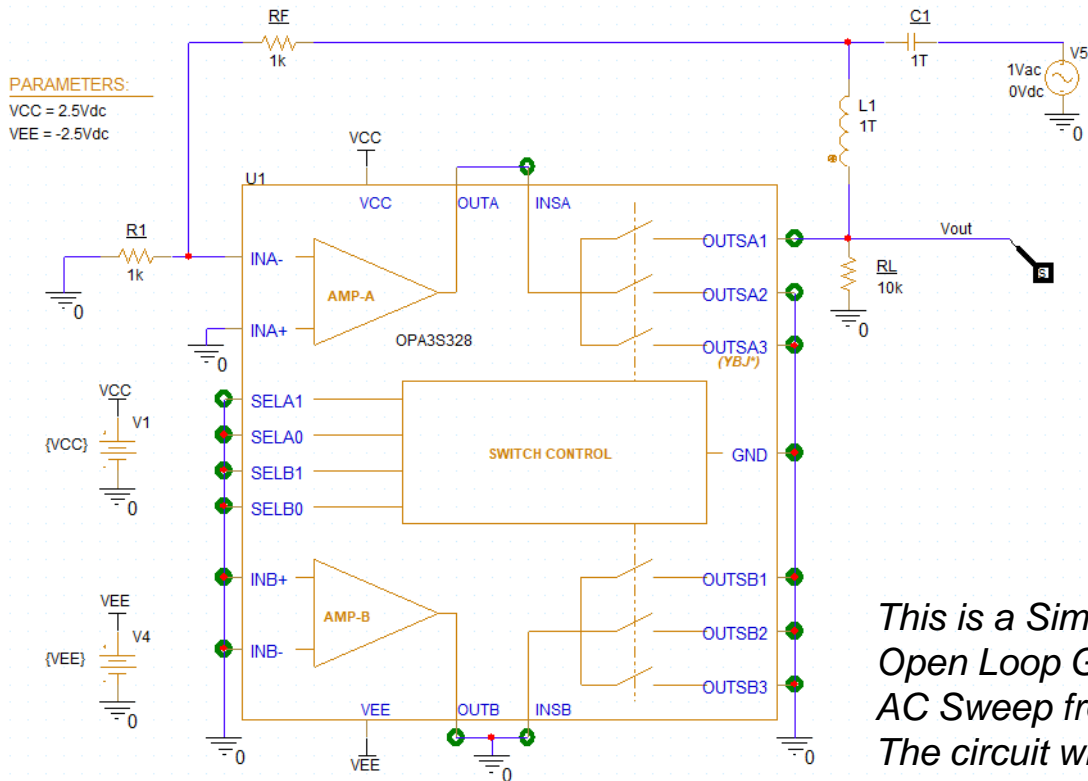 RF
1k
C1
1T
V5
1Vac
0Vdc
0
PARAMETERS:
VCC = 2.5Vdc
VEE = -2.5Vdc
L1
1T
VCC
U1
VCC
OUTA
INSA
R1
1k
0
INA-
AMP-A
INA+
0
OPA3S328
OUTSA1
Vout
S
RL
10k
0
OUTSA2
OUTSA3
(YBJ*)
VCC
V1
{VCC}
0
SELA1
SELA0
SELB1
SELB0
SWITCH CONTROL
GND
VEE
V4
{VEE}
0
INB+
AMP-B
INB-
OUTSB1
OUTSB2
OUTSB3
VEE
OUTB
INSB
0
VEE
0
0
This is a Sim
Open Loop G
AC Sweep fr
The circuit w